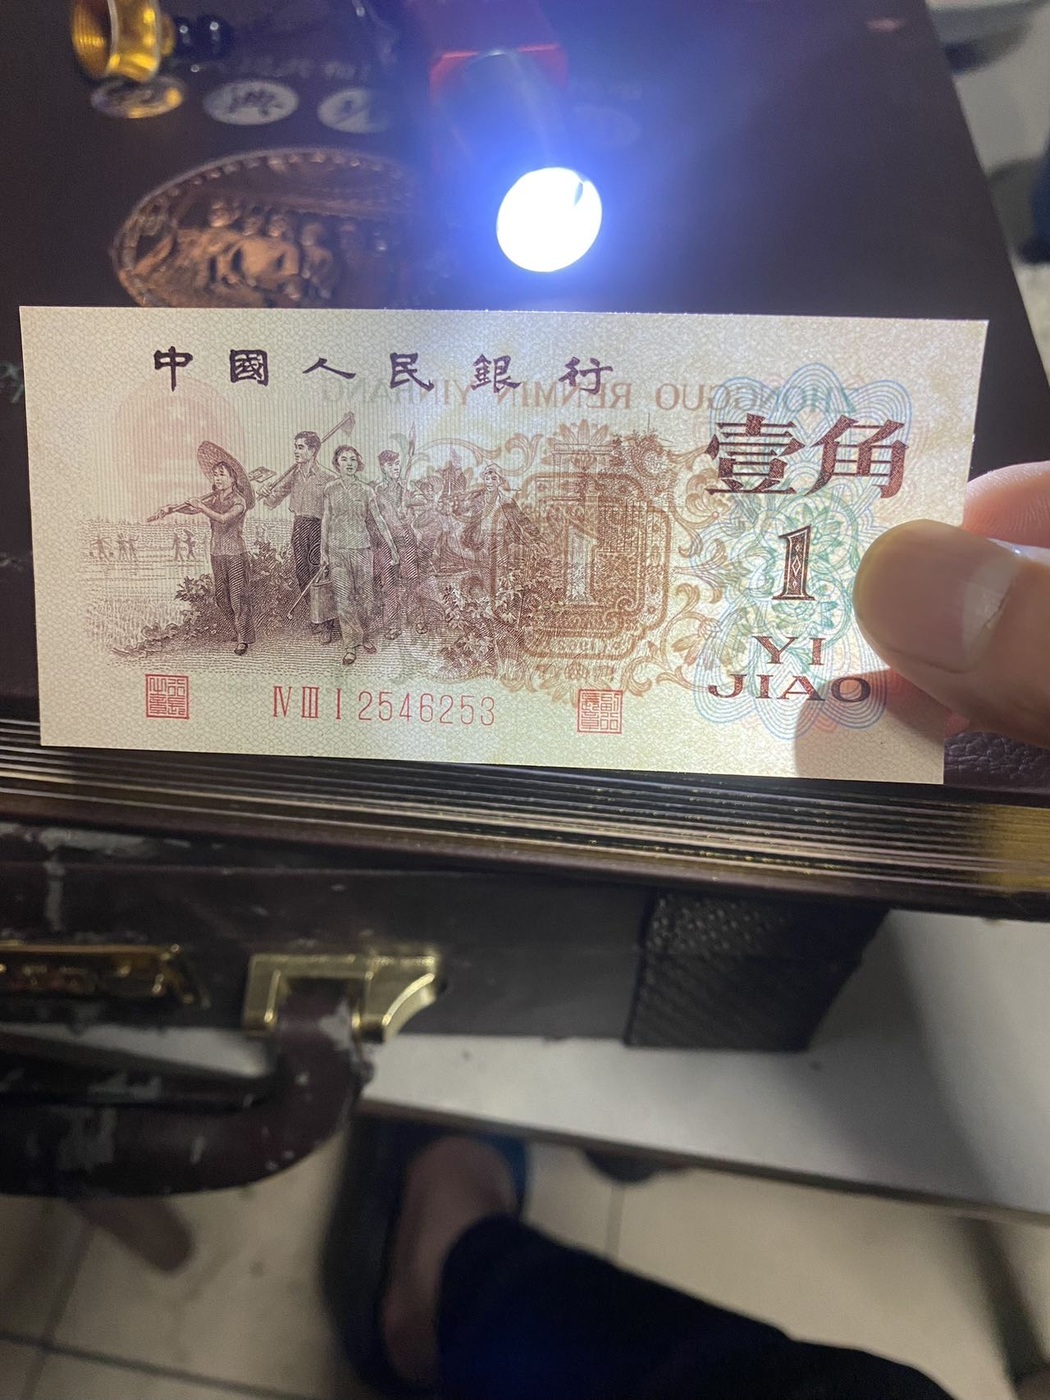 中國人民銀行
ZHONGGUO RENMIN YINHANG
壹角
1
YI
JIAO
IV III I 2546253